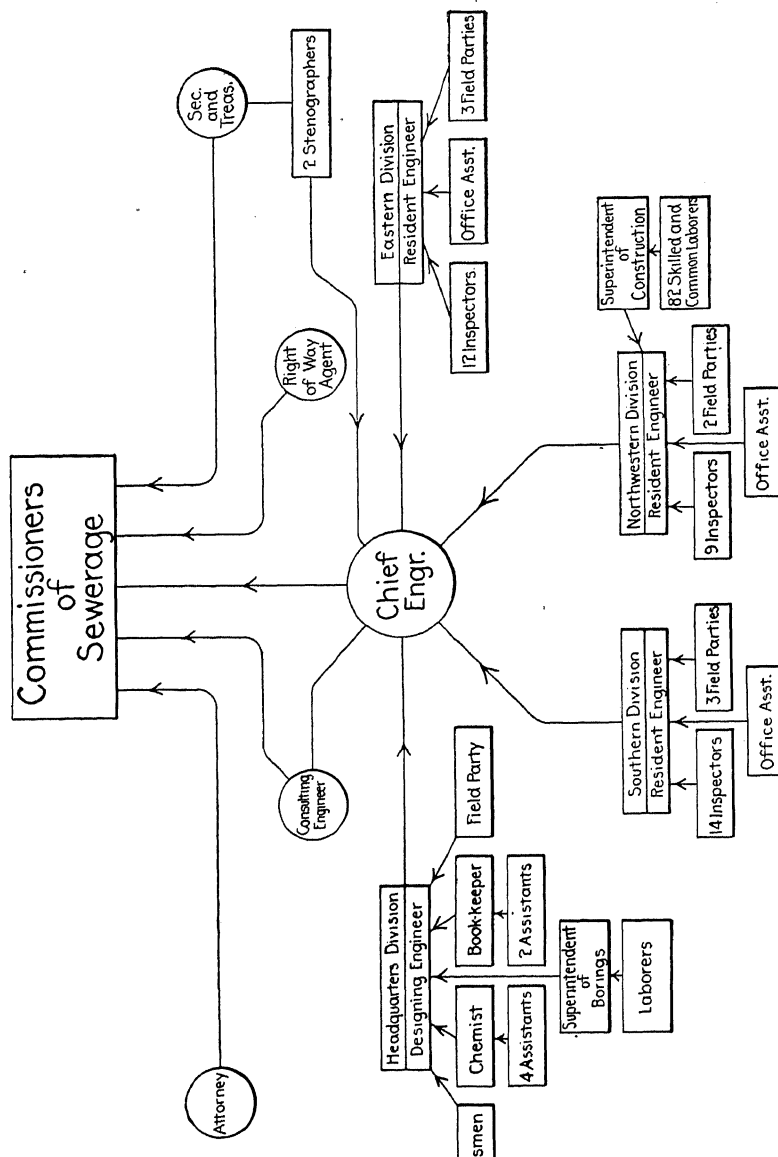 Commissioners
of
Sewerage
Attorney
Consulting
Engineer
Right
of Way
Agent
Sec.
and
Treas.
2 Stenographers
Chief
Engr.
Headquarters Division
Designing Engineer
smen
Chemist
4 Assistants
Book-keeper
2 Assistants
Field Party
Superintendent
of
Borings
Laborers
Eastern Division
Resident Engineer
12 Inspectors.
Office Asst.
3 Field Parties
Southern Division
Resident Engineer
14 Inspectors
3 Field Parties
Office Asst.
Northwestern Division
Resident Engineer
9 Inspectors
2 Field Parties
Office Asst.
Superintendent
of
Construction
82 Skilled and
Common Laborers